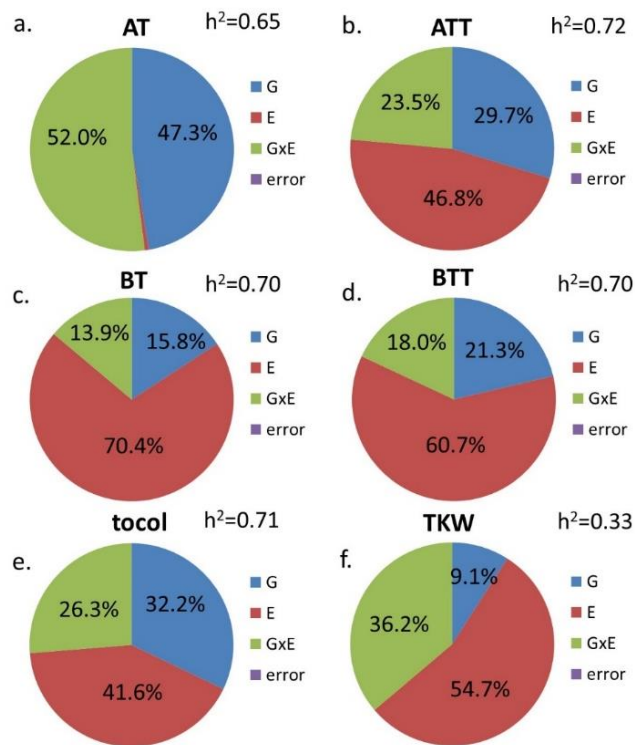 a.
AT
h²=0.65
52.0%
47.3%
G
E
GxE
error
b.
ATT
h²=0.72
23.5%
29.7%
46.8%
G
E
GxE
error
c.
BT
h²=0.70
13.9%
15.8%
70.4%
G
E
GxE
error
d.
BTT
h²=0.70
18.0%
21.3%
60.7%
G
E
GxE
error
e.
tocol
h²=0.71
26.3%
32.2%
41.6%
G
E
GxE
error
f.
TKW
h²=0.33
9.1%
36.2%
54.7%
G
E
GxE
error